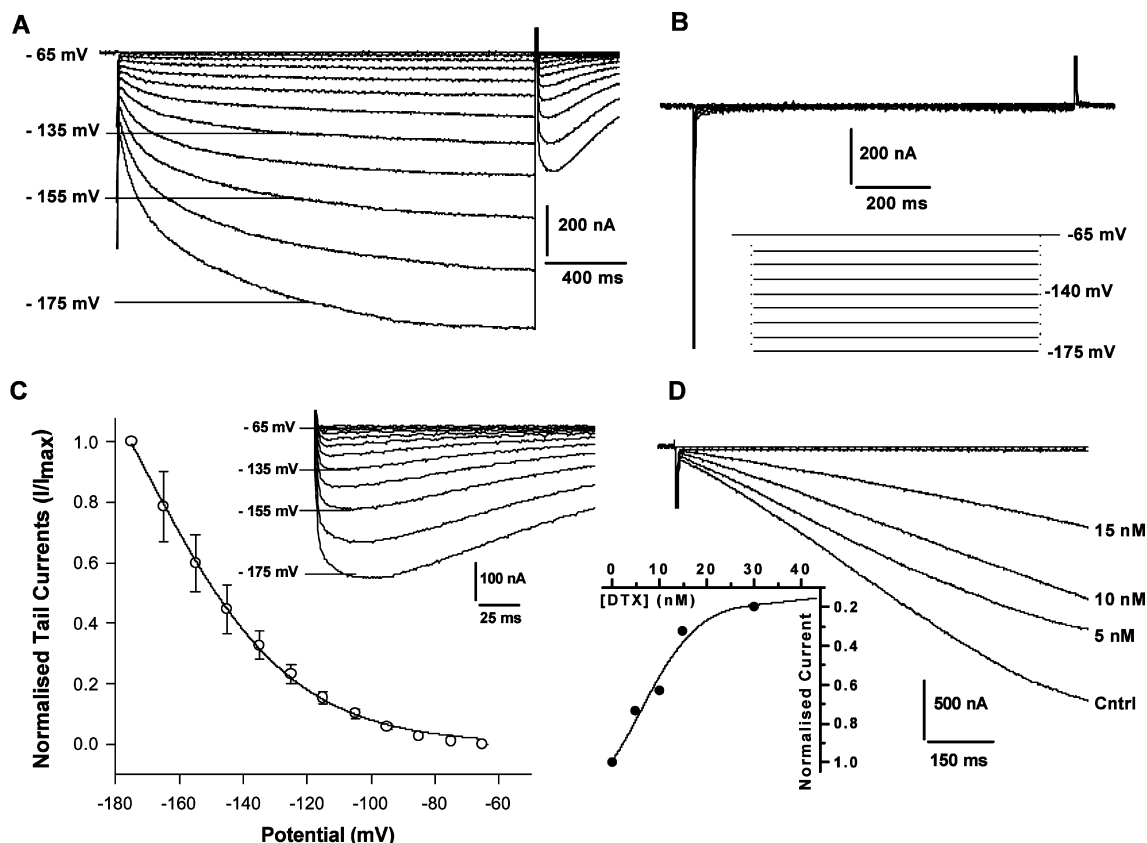 A
- 65 mV
- 135 mV
- 155 mV
- 175 mV
200 nA
400 ms
B
200 nA
200 ms
-65 mV
-140 mV
-175 mV
C
Normalised Tail Currents (I/Imax)
1.0
0.8
0.6
0.4
0.2
0.0
-180 -160 -140 -120 -100 -80 -60
Potential (mV)
- 65 mV
- 135 mV
- 155 mV
- 175 mV
100 nA
25 ms
D
15 nM
10 nM
5 nM
Cntrl
500 nA
150 ms
0 10 20 30 40
[DTX] (nM)
0.2
0.4
0.6
0.8
1.0
Normalised Current